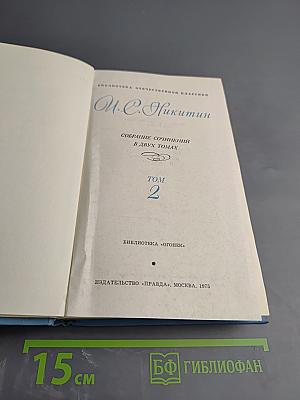 БИБЛИОТЕКА ОТЕЧЕСТВЕННОЙ КЛАССИКИ
И.С.Никитин
СОБРАНИЕ СОЧИНЕНИЙ
В ДВУХ ТОМАХ
ТОМ
2
БИБЛИОТЕКА «ОГОНЕК»
ИЗДАТЕЛЬСТВО «ПРАВДА», МОСКВА, 1975
15 см
БФ ГИБЛИОФАН